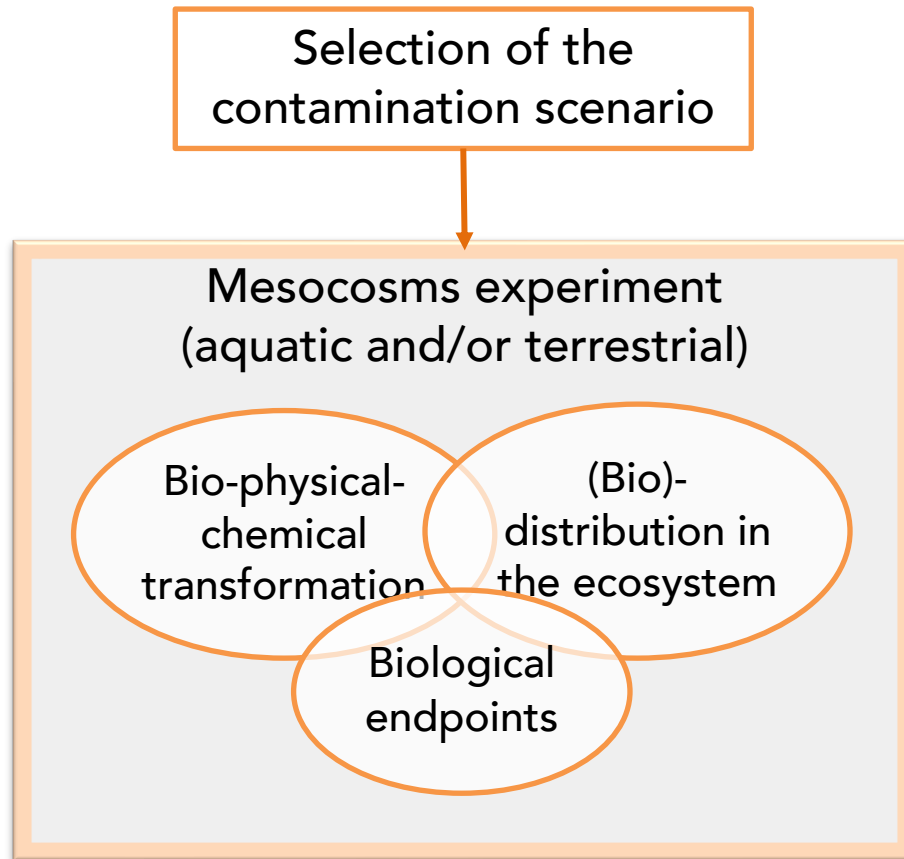 Selection of the
contamination scenario
Mesocosms experiment
(aquatic and/or terrestrial)
Bio-physical-
chemical
transformation
(Bio)-
distribution in
the ecosystem
Biological
endpoints